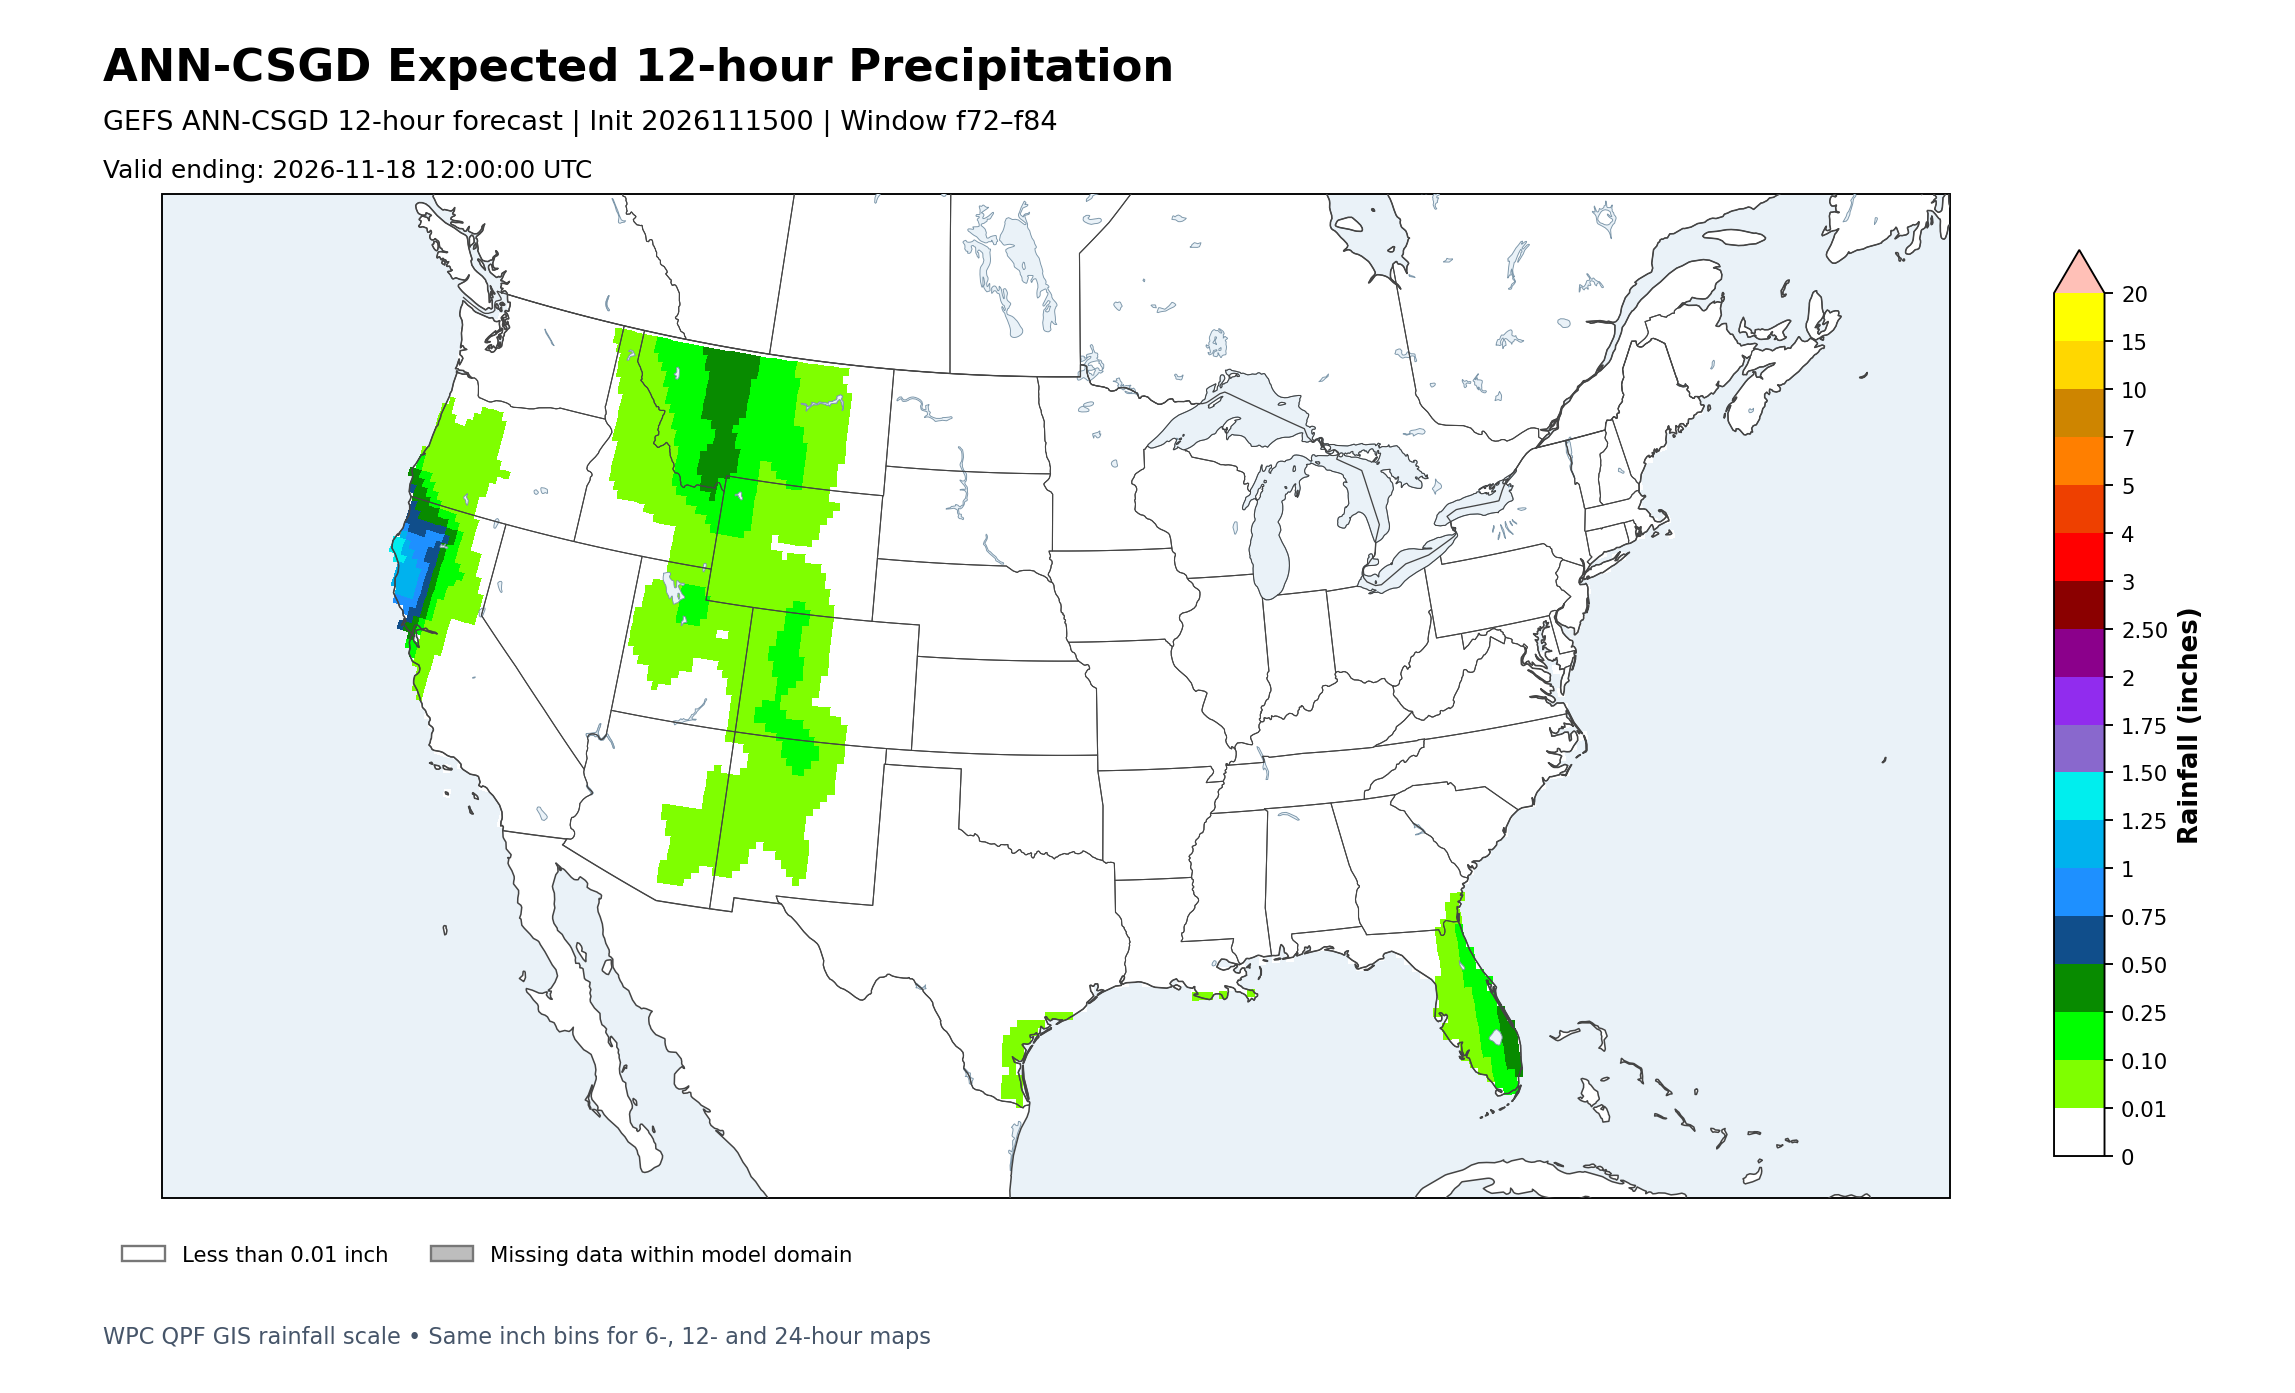 ANN-CSGD Expected 12-hour Precipitation
GEFS ANN-CSGD 12-hour forecast | Init 2026111500 | Window f72–f84
Valid ending: 2026-11-18 12:00:00 UTC
20
15
10
7
5
4
3
2.50
2
1.75
1.50
1.25
1
0.75
0.50
0.25
0.10
0.01
0
Rainfall (inches)
Less than 0.01 inch
Missing data within model domain
WPC QPF GIS rainfall scale • Same inch bins for 6-, 12- and 24-hour maps